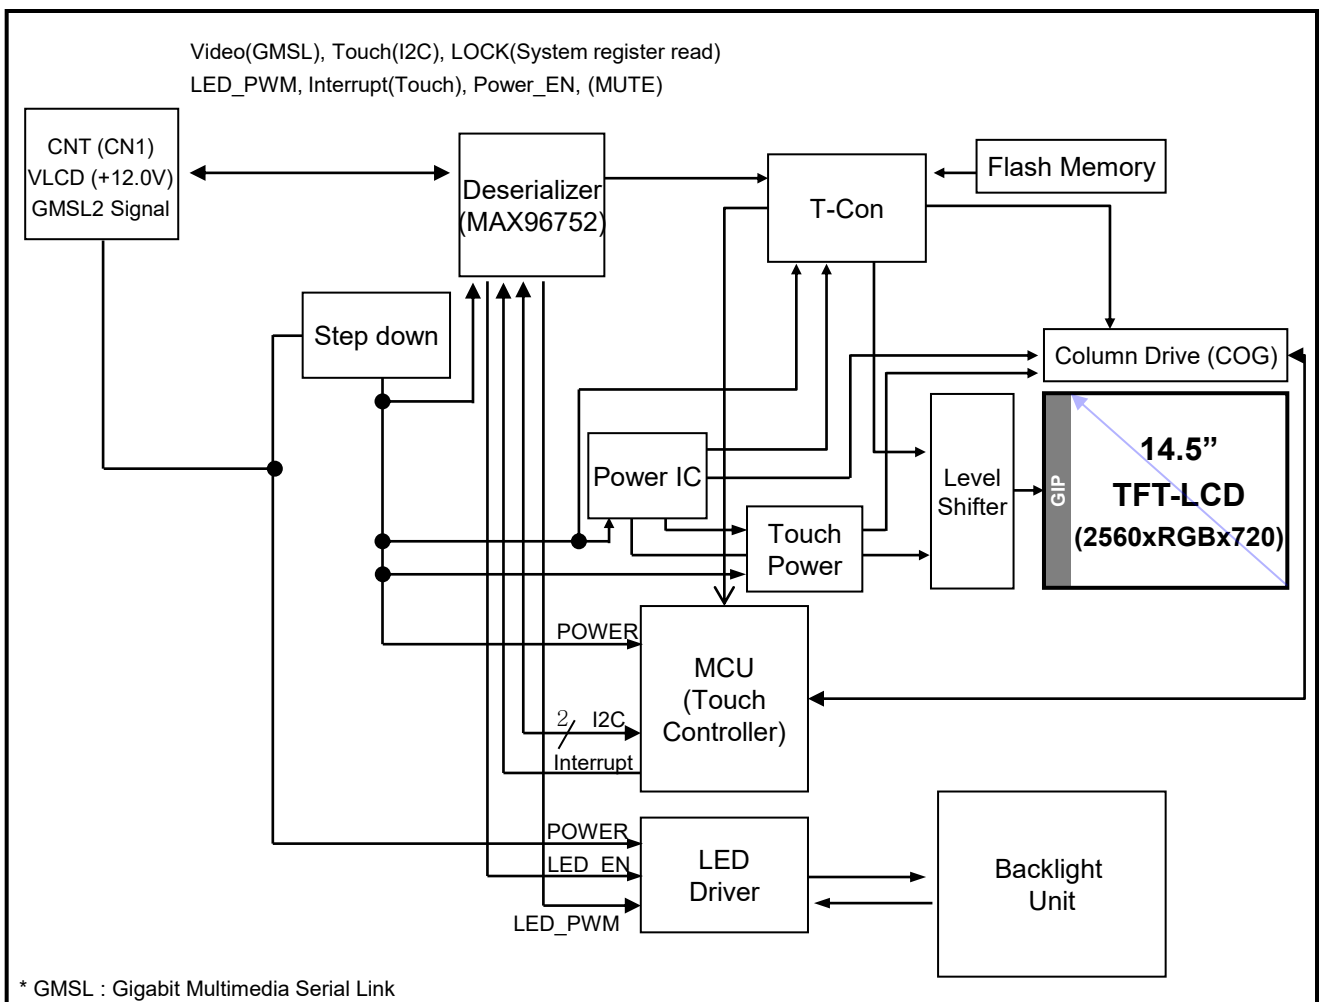 Video(GMSL), Touch(I2C), LOCK(System register read)
LED_PWM, Interrupt(Touch), Power_EN, (MUTE)
CNT (CN1)
VLCD (+12.0V)
GMSL2 Signal
Deserializer
(MAX96752)
T-Con
Flash Memory
Step down
Column Drive (COG)
Power IC
Touch
Power
Level
Shifter
GIP
14.5”
TFT-LCD
(2560xRGBx720)
POWER
MCU
(Touch
Controller)
2 I2C
Interrupt
POWER
LED_EN
LED_PWM
LED
Driver
Backlight
Unit
* GMSL : Gigabit Multimedia Serial Link